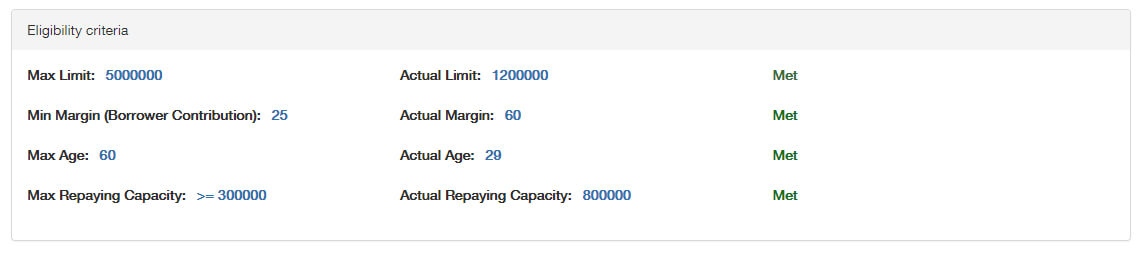 Eligibility criteria
Max Limit: 5000000 Actual Limit: 1200000 Met
Min Margin (Borrower Contribution): 25 Actual Margin: 60 Met
Max Age: 60 Actual Age: 29 Met
Max Repaying Capacity: >= 300000 Actual Repaying Capacity: 800000 Met